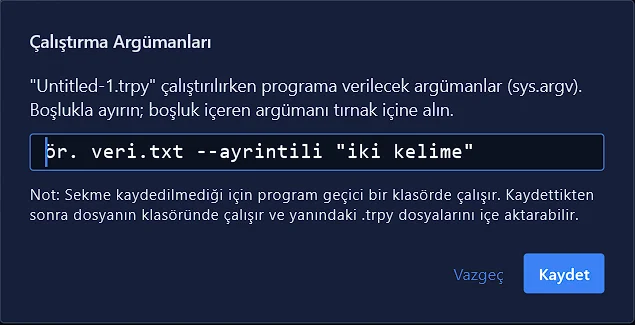 Çalıştırma Argümanları
"Untitled-1.trpy" çalıştırılırken programa verilecek argümanlar (sys.argv).
Boşlukla ayırın; boşluk içeren argümanı tırnak içine alın.
ör. veri.txt --ayrintili "iki kelime"
Not: Sekme kaydedilmediği için program geçici bir klasörde çalışır. Kaydettikten
sonra dosyanın klasöründe çalışır ve yanındaki .trpy dosyalarını içe aktarabilir.
Vazgeç
Kaydet